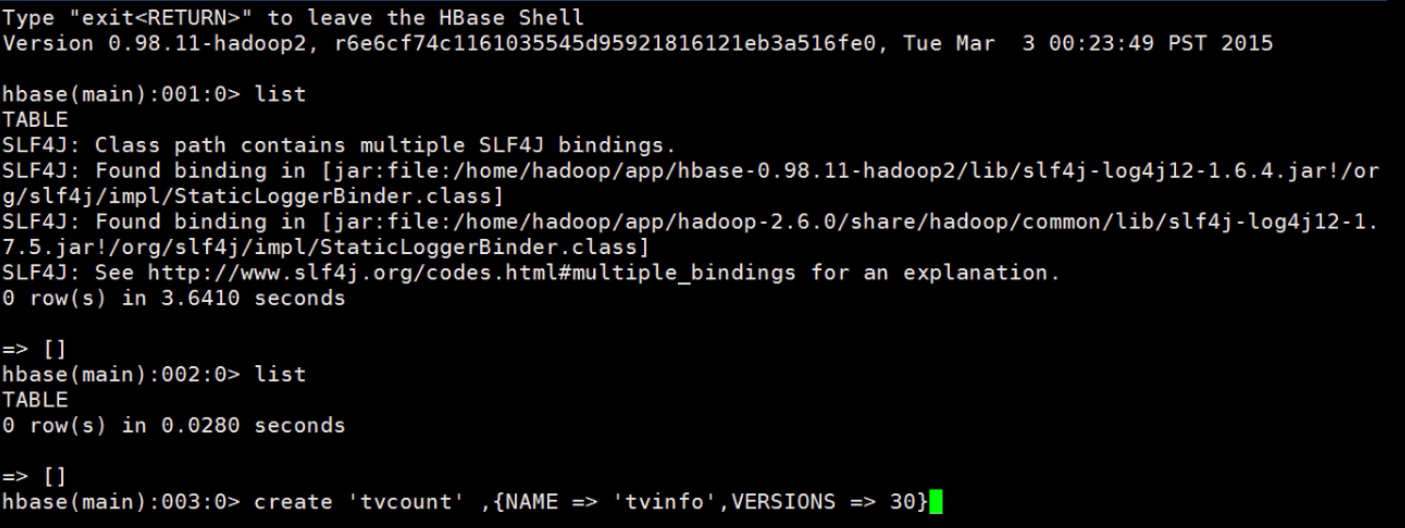 Type "exit<RETURN>" to leave the HBase Shell
Version 0.98.11-hadoop2, r6e6cf74c1161035545d95921816121eb3a516fe0, Tue Mar  3 00:23:49 PST 2015
hbase(main):001:0> list
TABLE
SLF4J: Class path contains multiple SLF4J bindings.
SLF4J: Found binding in [jar:file:/home/hadoop/app/hbase-0.98.11-hadoop2/lib/slf4j-log4j12-1.6.4.jar!/or
g/slf4j/impl/StaticLoggerBinder.class]
SLF4J: Found binding in [jar:file:/home/hadoop/app/hadoop-2.6.0/share/hadoop/common/lib/slf4j-log4j12-1.
7.5.jar!/org/slf4j/impl/StaticLoggerBinder.class]
SLF4J: See http://www.slf4j.org/codes.html#multiple_bindings for an explanation.
0 row(s) in 3.6410 seconds
=> []
hbase(main):002:0> list
TABLE
0 row(s) in 0.0280 seconds
=> []
hbase(main):003:0> create 'tvcount' ,{NAME => 'tvinfo',VERSIONS => 30}